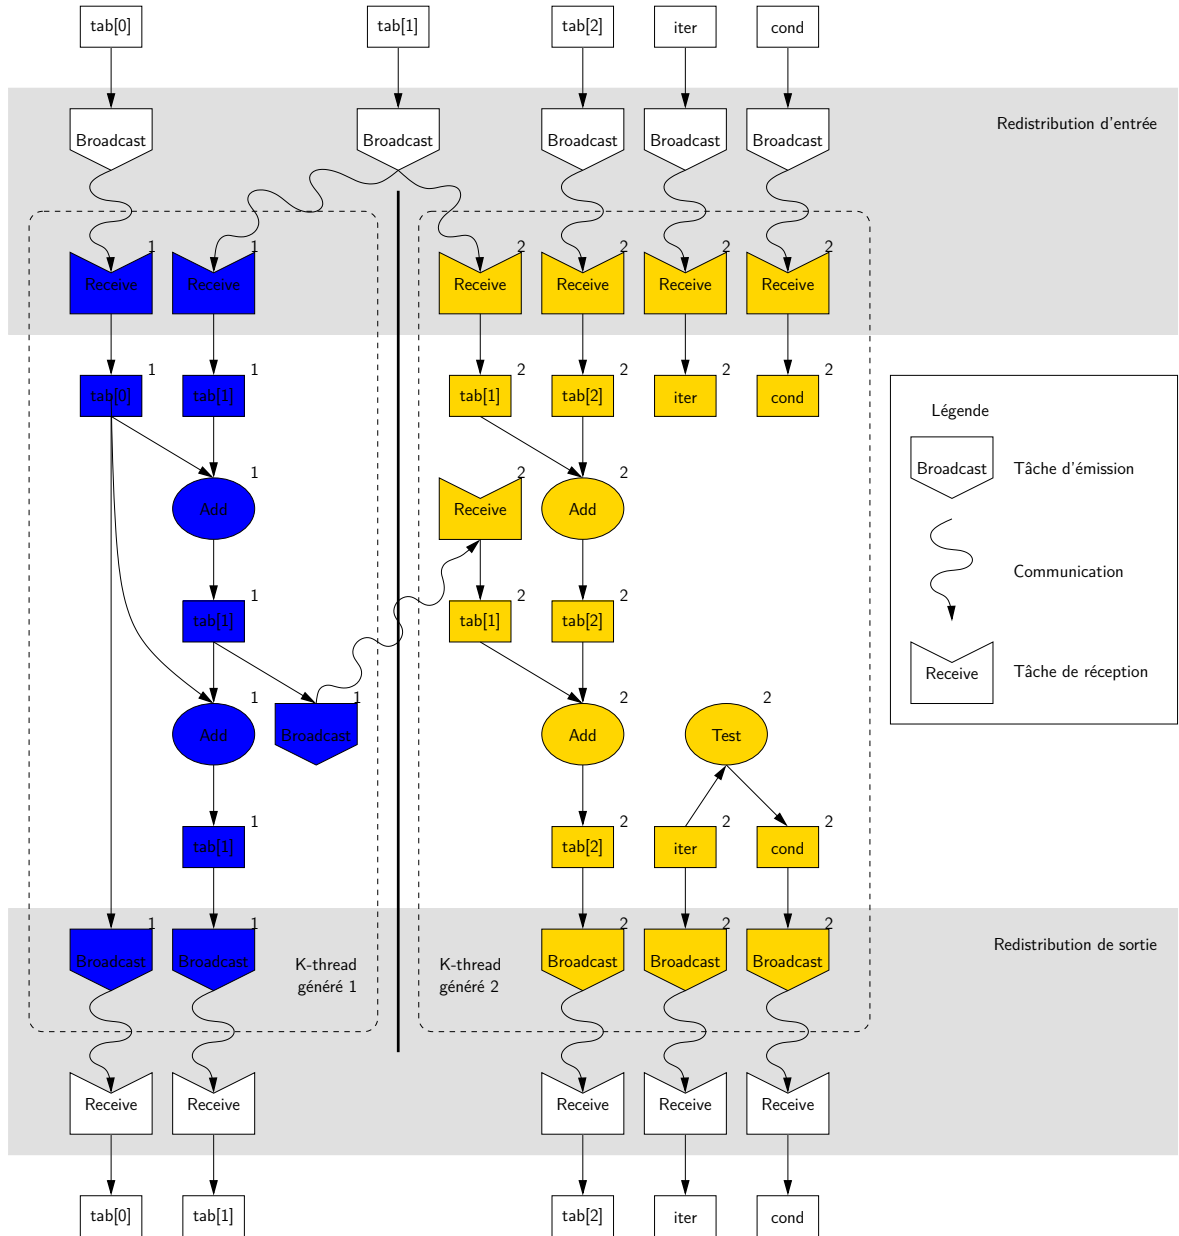 tab[0] tab[1] tab[2] iter cond
Redistribution d'entrée
Broadcast Broadcast Broadcast Broadcast Broadcast
1 1 2 2 2 2
Receive Receive Receive Receive Receive Receive
1 1 2 2 2 2
tab[0] tab[1] tab[1] tab[2] iter cond
Légende
Broadcast Tâche d'émission
1 2 2
Add Receive Add
Communication
1 2 2
tab[1] tab[1] tab[2]
Receive Tâche de réception
1 1 2 2
Add Broadcast Add Test
1 2 2 2
tab[1] tab[2] iter cond
1 1 2 2 2
Redistribution de sortie
Broadcast Broadcast Broadcast Broadcast Broadcast
K-thread
généré 1
K-thread
généré 2
Receive Receive Receive Receive Receive
tab[0] tab[1] tab[2] iter cond